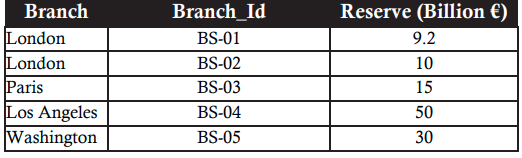 Branch Branch_Id Reserve (Billion €)
London BS-01 9.2
London BS-02 10
Paris BS-03 15
Los Angeles BS-04 50
Washington BS-05 30